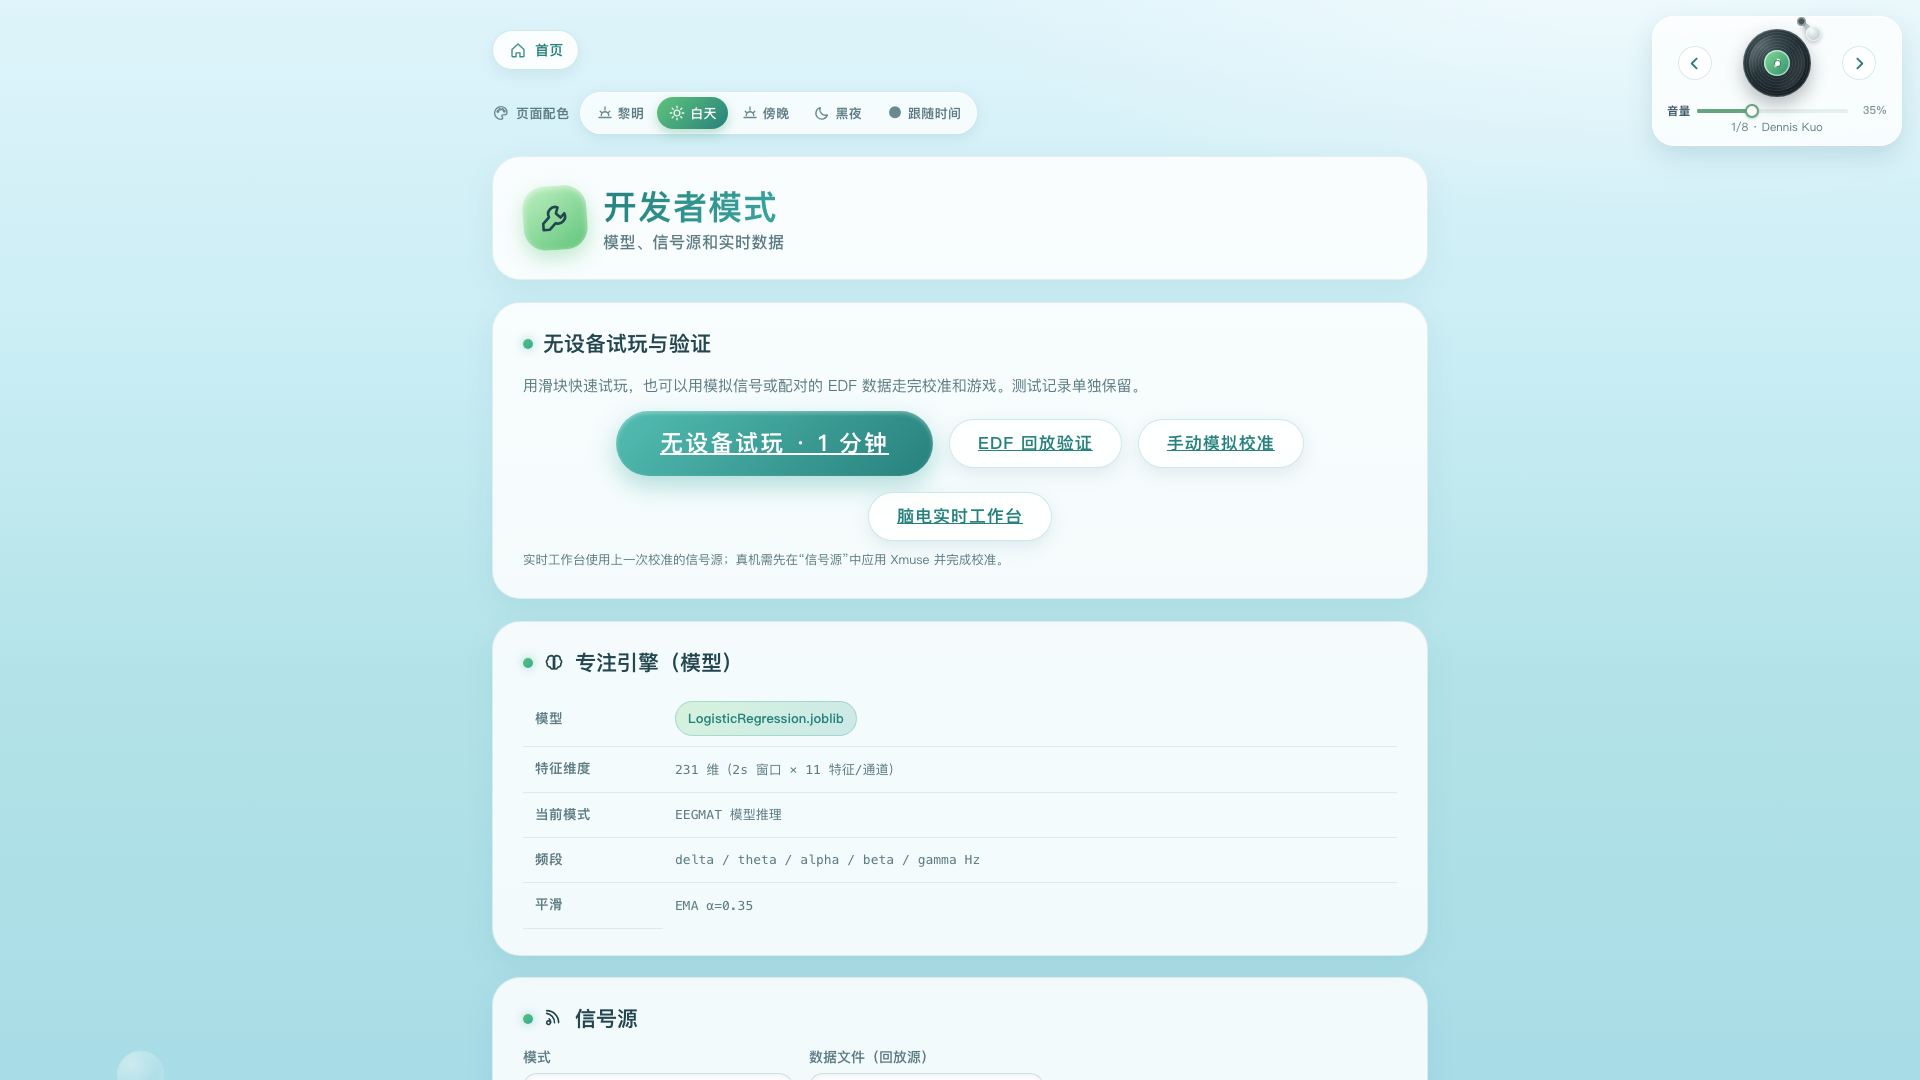 首页
页面配色
黎明
白天
傍晚
黑夜
跟随时间
音量
35%
1/8 · Dennis Kuo
开发者模式
模型、信号源和实时数据
无设备试玩与验证
用滑块快速试玩，也可以用模拟信号或配对的 EDF 数据走完校准和游戏。测试记录单独保留。
无设备试玩 · 1 分钟
EDF 回放验证
手动模拟校准
脑电实时工作台
实时工作台使用上一次校准的信号源；真机需先在“信号源”中应用 Xmuse 并完成校准。
专注引擎（模型）
模型
LogisticRegression.joblib
特征维度
231 维（2s 窗口 × 11 特征/通道）
当前模式
EEGMAT 模型推理
频段
delta / theta / alpha / beta / gamma Hz
平滑
EMA α=0.35
信号源
模式
数据文件（回放源）